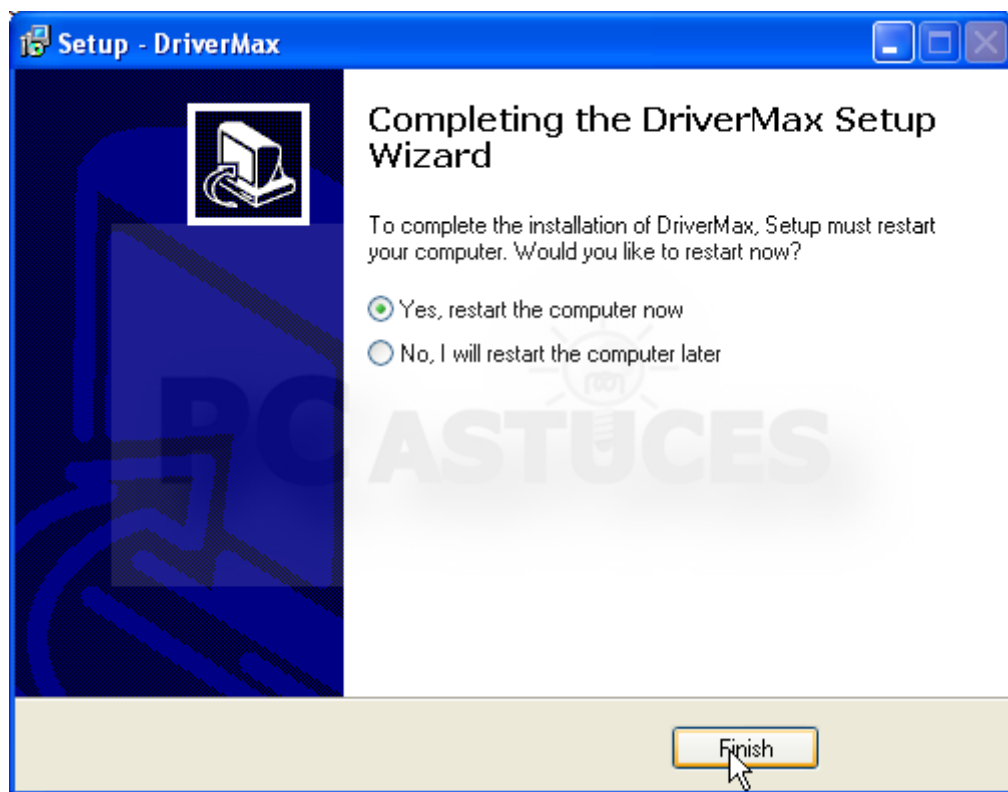 Setup - DriverMax
Completing the DriverMax Setup
Wizard
To complete the installation of DriverMax, Setup must restart
your computer. Would you like to restart now?
Yes, restart the computer now
No, I will restart the computer later
PC ASTUCES
Finish